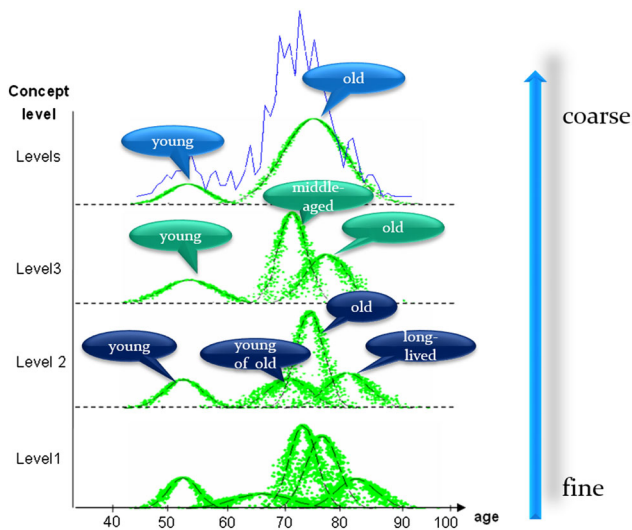 Concept
level
old
coarse
young
Levels
middle-
aged
young
old
Level3
old
young
young
of old
long-
lived
Level 2
Level1
fine
40
50
60
70
80
90
100
age